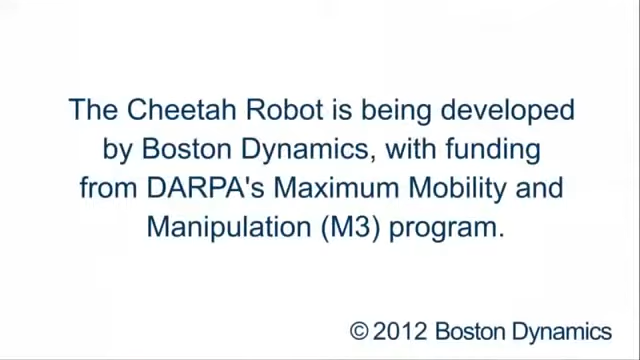 The Cheetah Robot is being developed
by Boston Dynamics, with funding
from DARPA's Maximum Mobility and
Manipulation (M3) program.
© 2012 Boston Dynamics